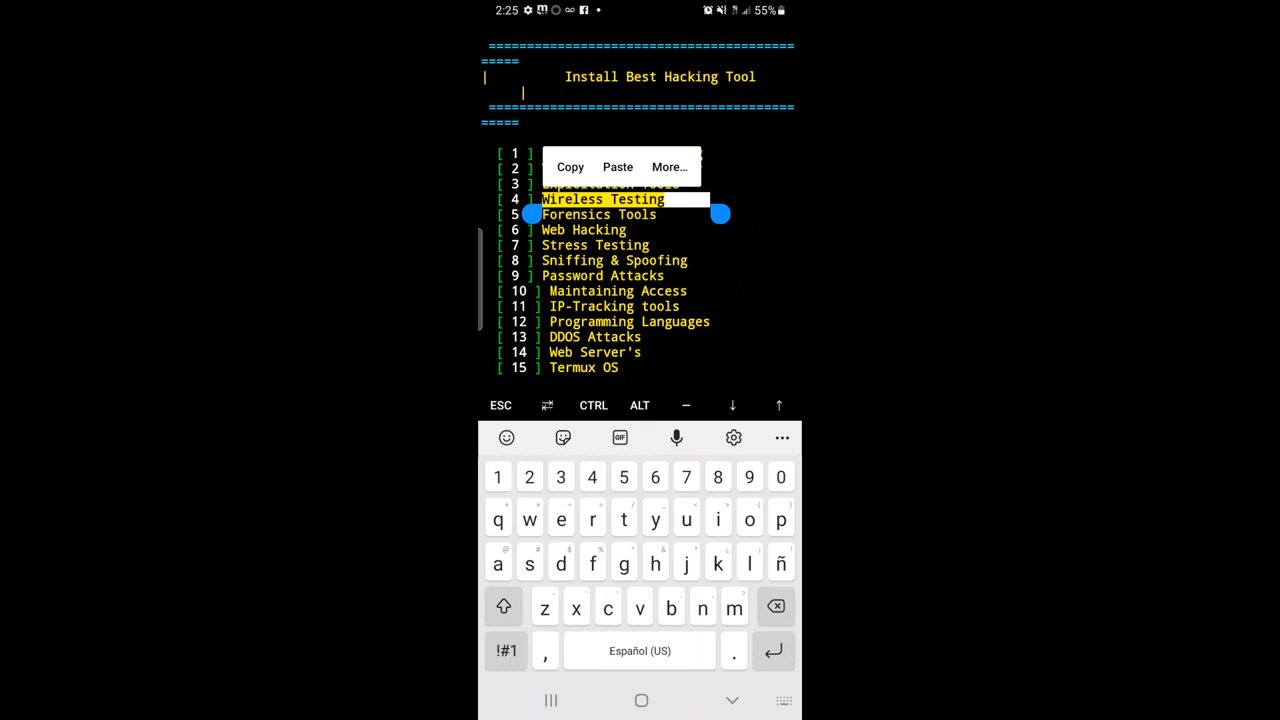 2:25 55%
=============================================
| Install Best Hacking Tool
|
=============================================
[ 1 ]
[ 2 ]
Copy Paste More...
[ 3 ] Exploitation Tools
[ 4 ] Wireless Testing
[ 5 ] Forensics Tools
[ 6 ] Web Hacking
[ 7 ] Stress Testing
[ 8 ] Sniffing & Spoofing
[ 9 ] Password Attacks
[ 10 ] Maintaining Access
[ 11 ] IP-Tracking tools
[ 12 ] Programming Languages
[ 13 ] DDOS Attacks
[ 14 ] Web Server's
[ 15 ] Termux OS
ESC ⇄ CTRL ALT – ↓ ↑
GIF
1 2 3 4 5 6 7 8 9 0
q w e r t y u i o p
a s d f g h j k l ñ
z x c v b n m
!#1 , Español (US) .